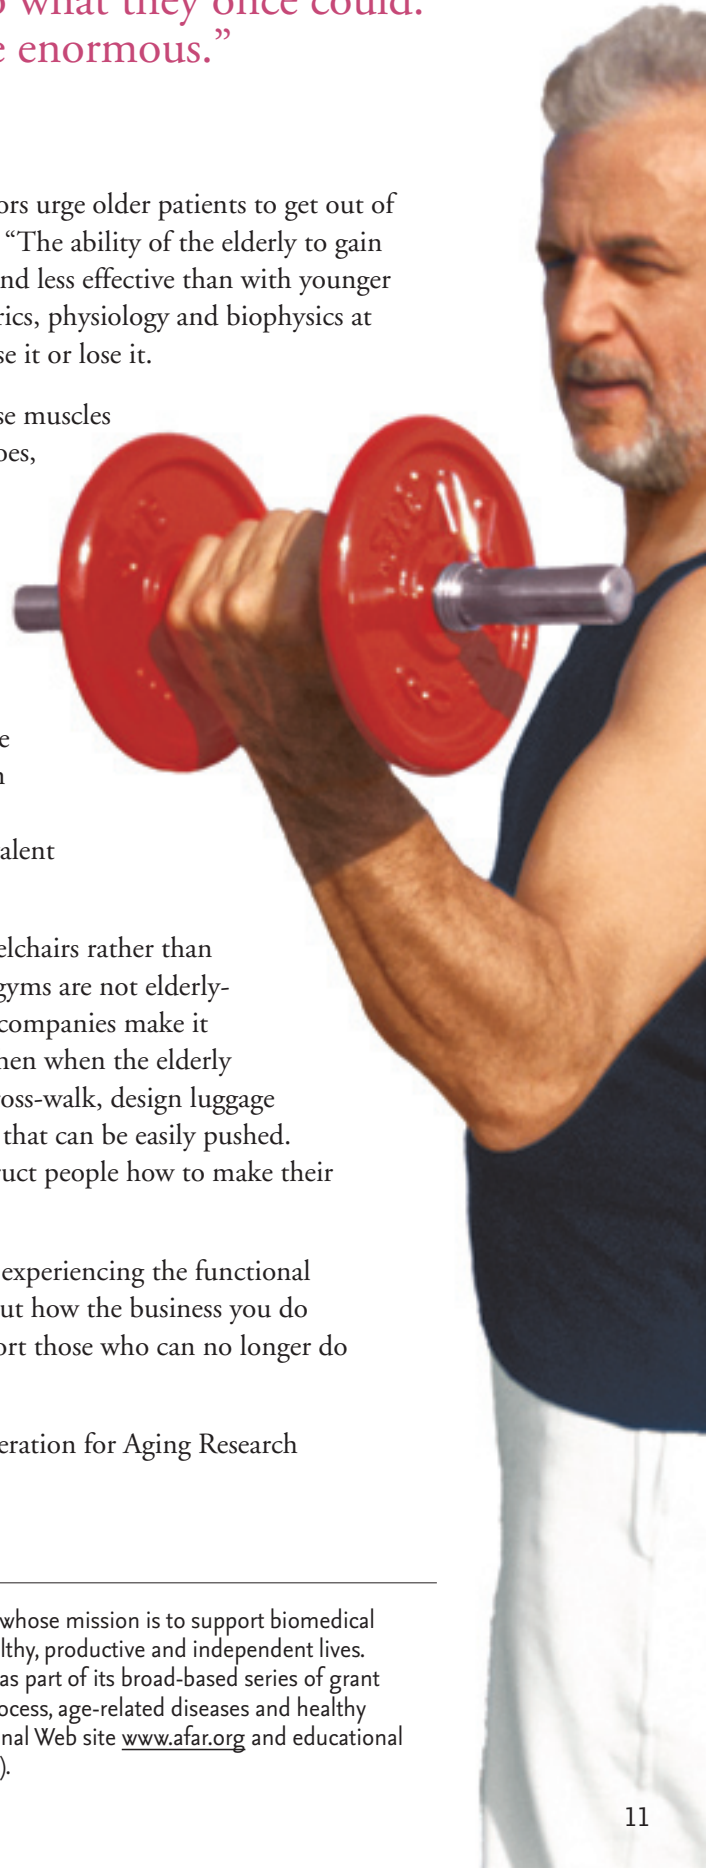 what they once could.
enormous.”
ors urge older patients to get out of
“The ability of the elderly to gain
nd less effective than with younger
rics, physiology and biophysics at
se it or lose it.
se muscles
oes,
e
n
alent
elchairs rather than
gyms are not elderly-
companies make it
hen when the elderly
oss-walk, design luggage
that can be easily pushed.
ruct people how to make their
experiencing the functional
ut how the business you do
ort those who can no longer do
eration for Aging Research
whose mission is to support biomedical
lthy, productive and independent lives.
as part of its broad-based series of grant
ocess, age-related diseases and healthy
nal Web site www.afar.org and educational
).
11